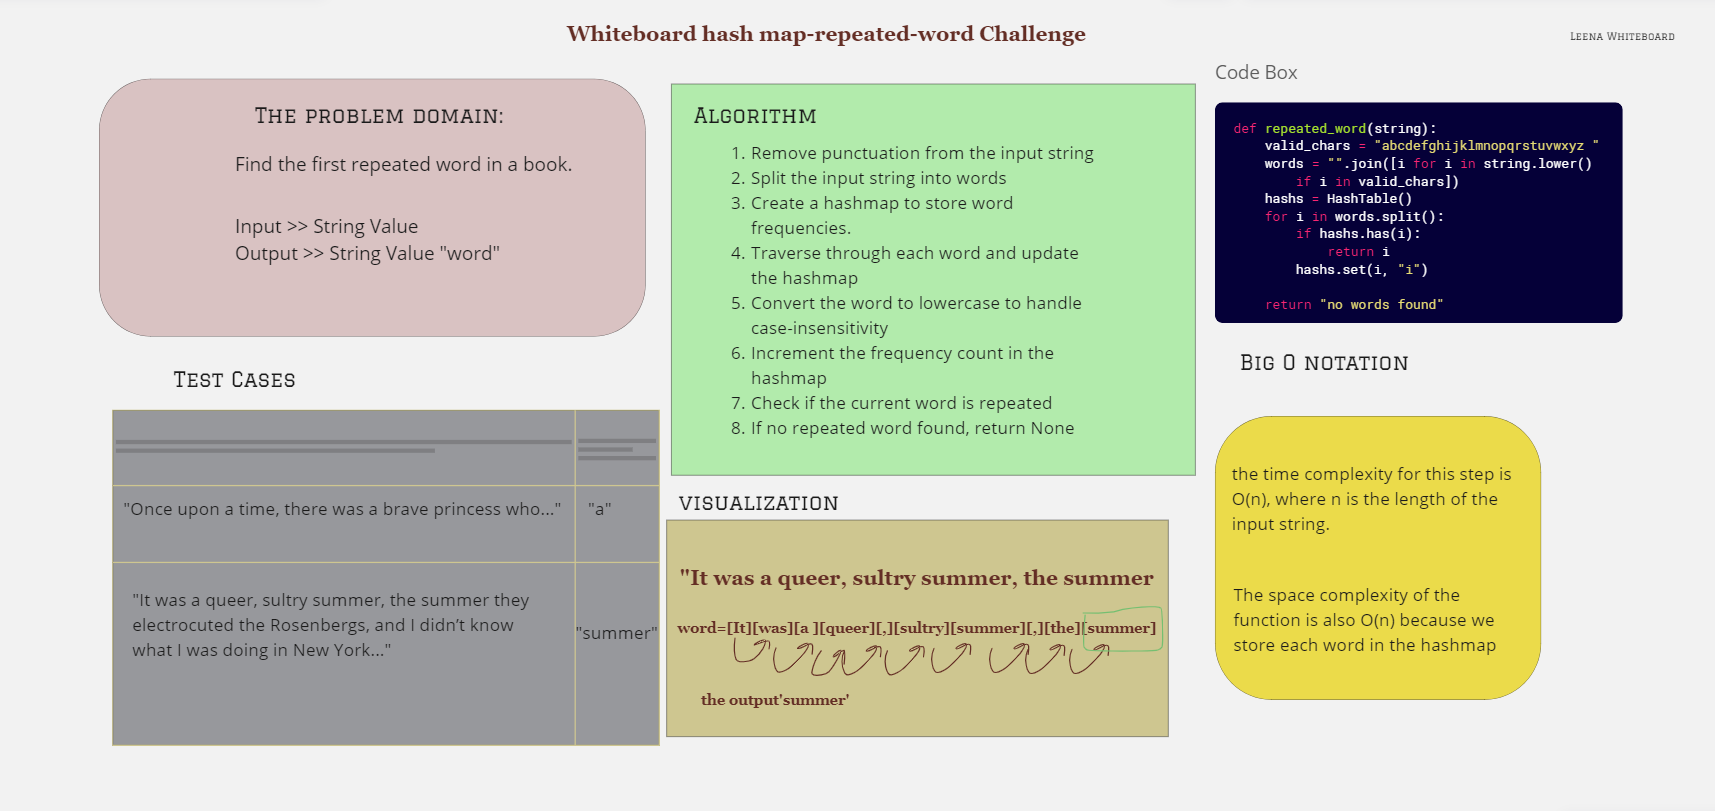 Whiteboard hash map-repeated-word Challenge
Leena Whiteboard
The problem domain:
Find the first repeated word in a book.
Input >> String Value
Output >> String Value "word"
Test Cases
"Once upon a time, there was a brave princess who..." "a"
"It was a queer, sultry summer, the summer they
electrocuted the Rosenbergs, and I didn’t know
what I was doing in New York..."
"summer"
Algorithm
1. Remove punctuation from the input string
2. Split the input string into words
3. Create a hashmap to store word
frequencies.
4. Traverse through each word and update
the hashmap
5. Convert the word to lowercase to handle
case-insensitivity
6. Increment the frequency count in the
hashmap
7. Check if the current word is repeated
8. If no repeated word found, return None
visualization
"It was a queer, sultry summer, the summer
word=[It][was][a ][queer][,][sultry][summer][,][the][summer]
the output'summer'
Code Box
def repeated_word(string):
valid_chars = "abcdefghijklmnopqrstuvwxyz "
words = "".join([i for i in string.lower()
if i in valid_chars])
hashs = HashTable()
for i in words.split():
if hashs.has(i):
return i
hashs.set(i, "i")
return "no words found"
Big O notation
the time complexity for this step is
O(n), where n is the length of the
input string.
The space complexity of the
function is also O(n) because we
store each word in the hashmap